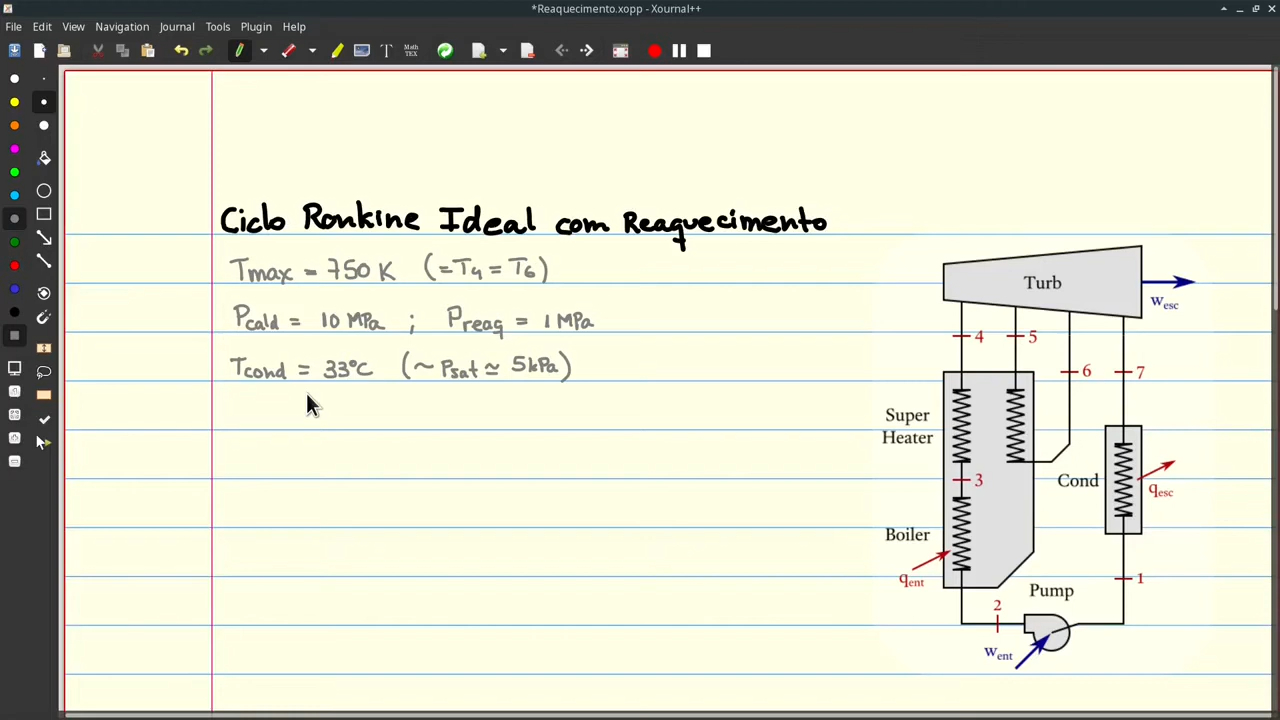 *Reaquecimento.xopp - Xournal++
File Edit View Navigation Journal Tools Plugin Help
T Math TEX
Ciclo Rankine Ideal com Reaquecimento
Tmax = 750 K (= T4 = T6)
Pcald = 10 MPa ; Preaq = 1 MPa
Tcond = 33°C (~ Psat ≃ 5kPa)
Turb
wesc
4 5
6 7
Super
Heater
3
Cond
qesc
Boiler
qent
1
Pump
2
went